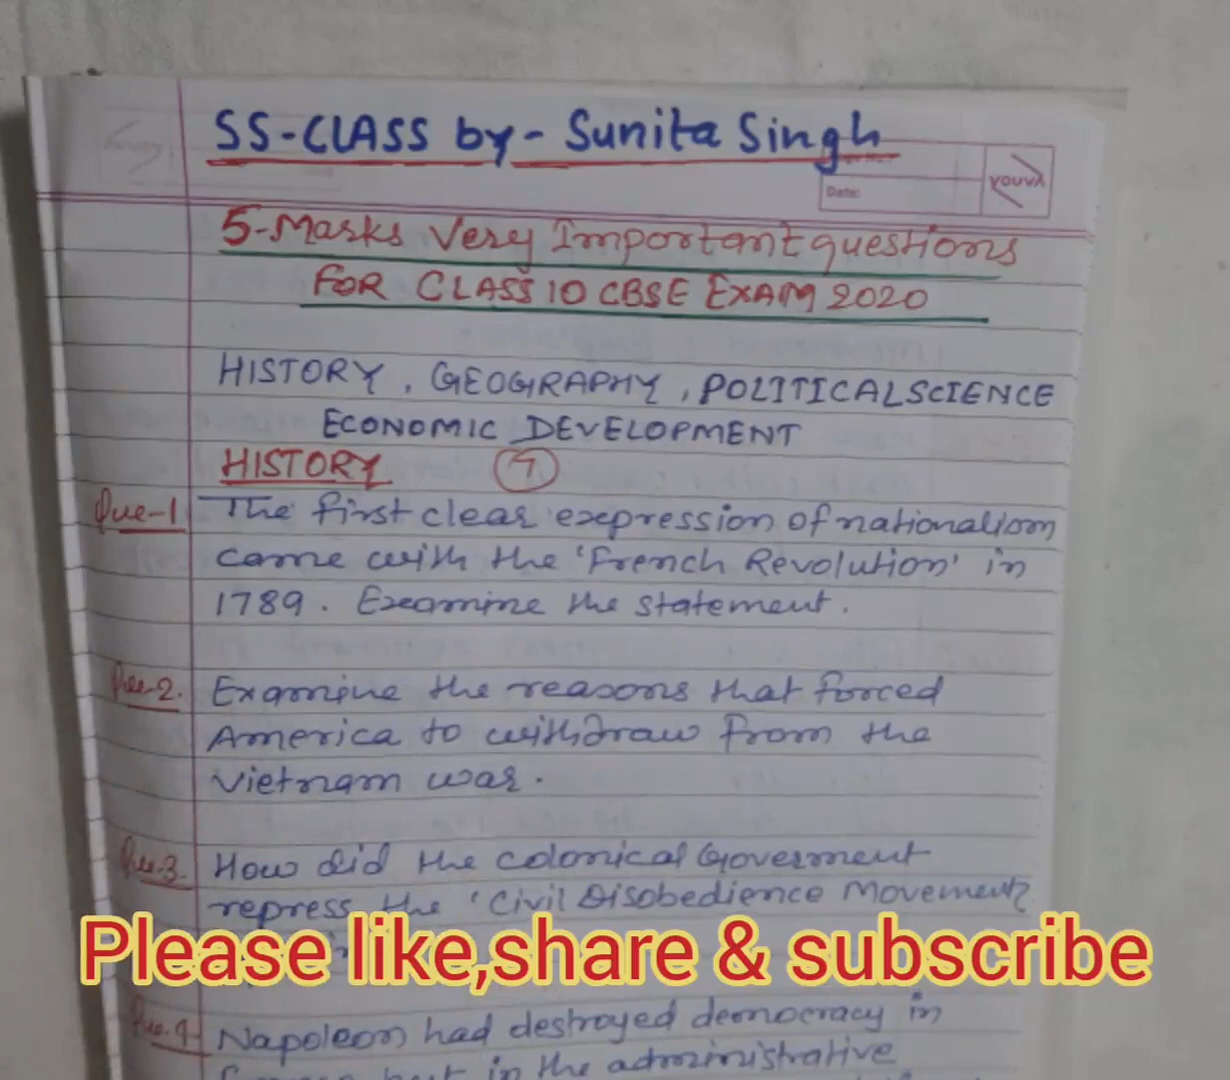 SS-CLASS by- Sunita Singh
Date:
YOUVA
5-Marks Very Important questions
FOR CLASS 10 CBSE EXAM 2020
HISTORY, GEOGRAPHY, POLITICALSCIENCE
ECONOMIC DEVELOPMENT
HISTORY 7
Que-1 The first clear expression of nationalism
came with the 'French Revolution' in
1789. Examine the statement.
Que-2. Examine the reasons that forced
America to withdraw from the
Vietnam war.
Que.3. How did the colonical Government
repress the 'Civil Disobedience Movement'
Please like,share & subscribe
Que.4 Napoleon had destroyed democracy in
but in the administrative